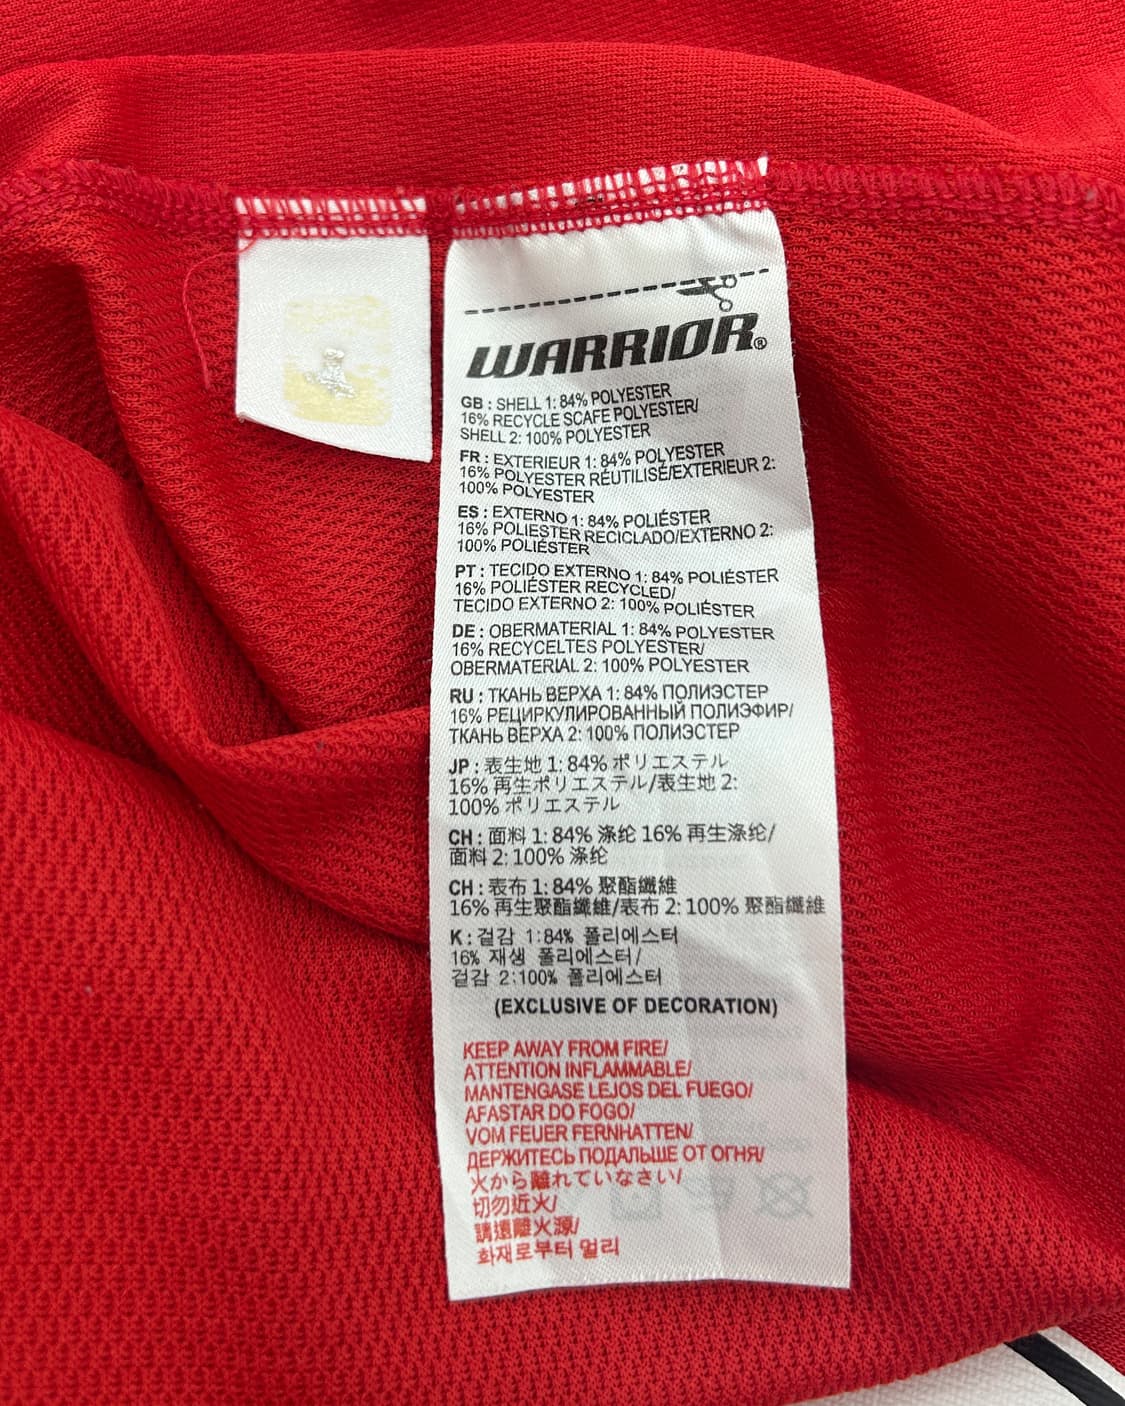 WARRIOR®
GB : SHELL 1: 84% POLYESTER
16% RECYCLE SCAFE POLYESTER/
SHELL 2: 100% POLYESTER
FR : EXTERIEUR 1: 84% POLYESTER
16% POLYESTER RÉUTILISÉ/EXTERIEUR 2:
100% POLYESTER
ES : EXTERNO 1: 84% POLIÉSTER
16% POLIESTER RECICLADO/EXTERNO 2:
100% POLIÉSTER
PT : TECIDO EXTERNO 1: 84% POLIÉSTER
16% POLIÉSTER RECYCLED/
TECIDO EXTERNO 2: 100% POLIÉSTER
DE : OBERMATERIAL 1: 84% POLYESTER
16% RECYCELTES POLYESTER/
OBERMATERIAL 2: 100% POLYESTER
RU : ТКАНЬ ВЕРХА 1: 84% ПОЛИЭСТЕР
16% РЕЦИРКУЛИРОВАННЫЙ ПОЛИЭФИР/
ТКАНЬ ВЕРХА 2: 100% ПОЛИЭСТЕР
JP : 表生地 1: 84% ポリエステル
16% 再生ポリエステル/表生地 2:
100% ポリエステル
CH : 面料 1: 84% 涤纶 16% 再生涤纶/
面料 2: 100% 涤纶
CH : 表布 1: 84% 聚酯纖維
16% 再生聚酯纖維/表布 2: 100% 聚酯纖維
K : 겉감 1:84% 폴리에스터
16% 재생 폴리에스터/
겉감 2:100% 폴리에스터
(EXCLUSIVE OF DECORATION)
KEEP AWAY FROM FIRE/
ATTENTION INFLAMMABLE/
MANTENGASE LEJOS DEL FUEGO/
AFASTAR DO FOGO/
VOM FEUER FERNHATTEN/
ДЕРЖИТЕСЬ ПОДАЛЬШЕ ОТ ОГНЯ/
火から離れていなさい/
切勿近火/
請遠離火源/
화재로부터 멀리